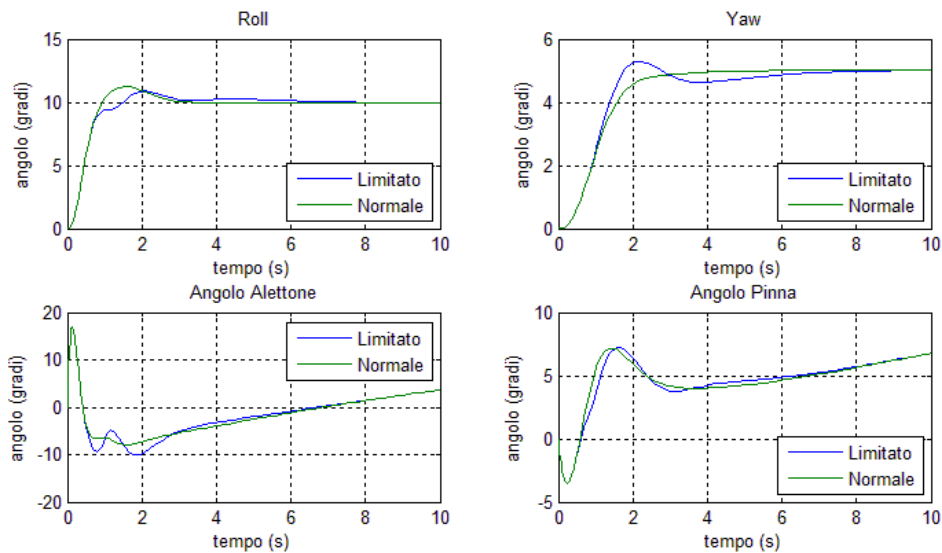 Roll
angolo (gradi)
15
10
5
0
0
2
4
6
8
10
tempo (s)
Limitato
Normale
Yaw
angolo (gradi)
6
4
2
0
0
2
4
6
8
10
tempo (s)
Limitato
Normale
Angolo Alettone
angolo (gradi)
20
10
0
-10
-20
0
2
4
6
8
10
tempo (s)
Limitato
Normale
Angolo Pinna
angolo (gradi)
10
5
0
-5
0
2
4
6
8
10
tempo (s)
Limitato
Normale